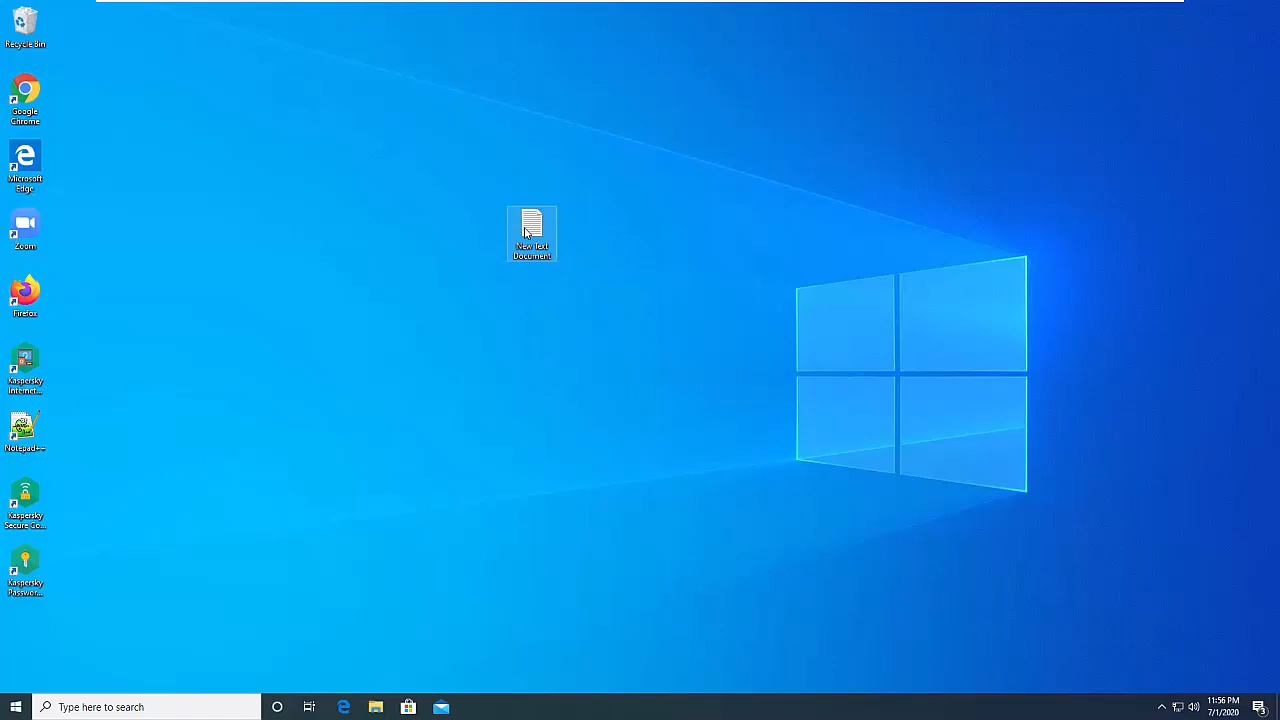 Recycle Bin
Google
Chrome
Microsoft
Edge
Zoom
Firefox
Kaspersky
Internet...
Notepad++
Kaspersky
Secure Co...
Kaspersky
Passwor...
New Text
Document
Type here to search
11:56 PM
7/1/2020
3